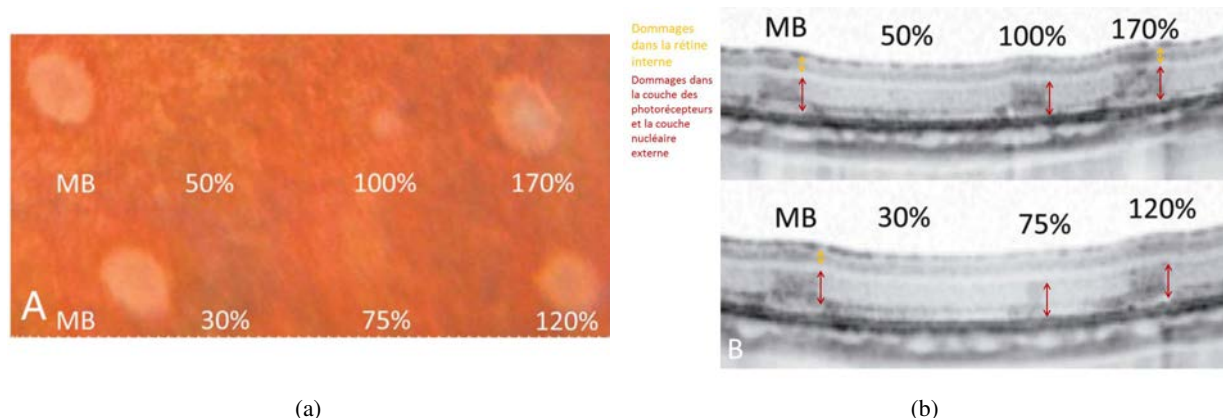 MB 50% 100% 170%
A MB 30% 75% 120%
(a)
Dommages
dans la rétine
interne
Dommages dans
la couche des
photorécepteurs
et la couche
nucléaire
externe
MB 50% 100% 170%
MB 30% 75% 120%
B
(b)